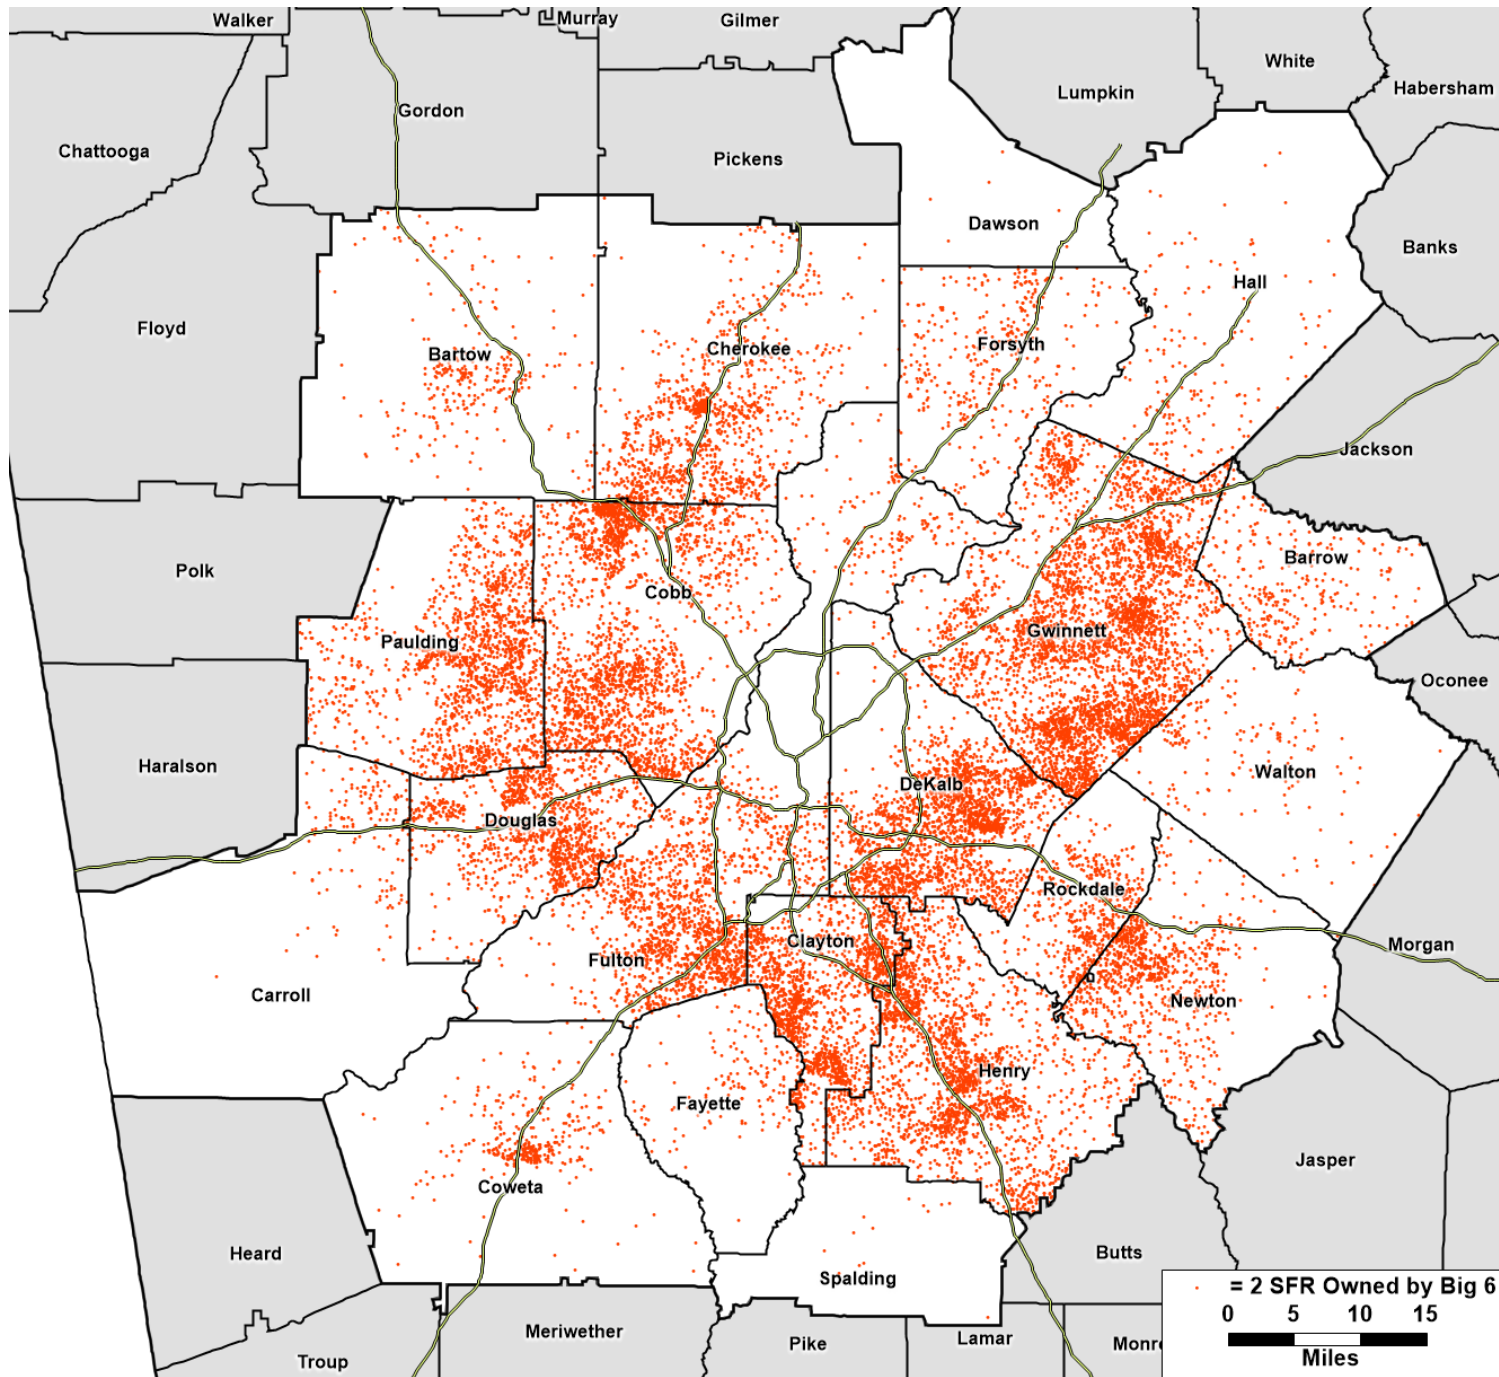 Walker
Murray
Gilmer
White
Habersham
Lumpkin
Gordon
Chattooga
Pickens
Dawson
Banks
Hall
Floyd
Forsyth
Cherokee
Bartow
Jackson
Barrow
Polk
Cobb
Gwinnett
Paulding
Oconee
Haralson
Walton
DeKalb
Douglas
Rockdale
Clayton
Morgan
Fulton
Carroll
Newton
Henry
Fayette
Jasper
Coweta
Butts
Heard
Spalding
= 2 SFR Owned by Big 6
0 5 10 15
Miles
Meriwether
Pike
Lamar
Monr
Troup